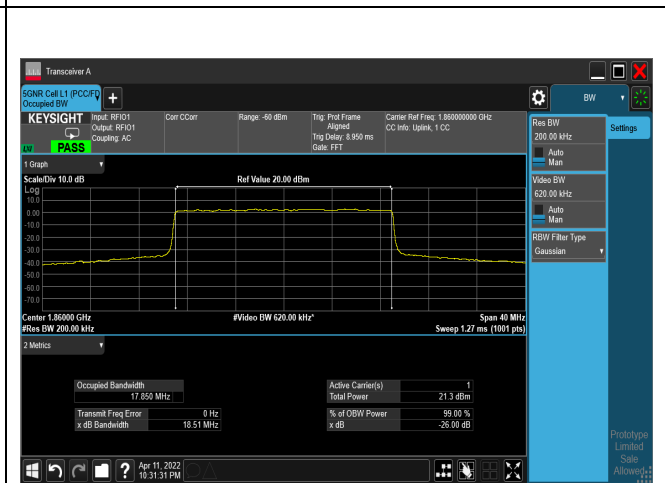 Transceiver A
5GNR Cell L1 (PCC/FD
Occupied BW
BW
KEYSIGHT
PASS
Input: RFIO1
Output: RFIO1
Coupling: AC
Corr CCorr
Range: -60 dBm
Trig: Prot Frame
Aligned
Trig Delay: 8.950 ms
Gate: FFT
Carrier Ref Freq: 1.860000000 GHz
CC Info: Uplink, 1 CC
1 Graph
Scale/Div 10.0 dB
Ref Value 20.00 dBm
Log
10.0
0.00
-10.0
-20.0
-30.0
-40.0
-50.0
-60.0
-70.0
Center 1.86000 GHz
#Video BW 620.00 kHz*
Span 40 MHz
#Res BW 200.00 kHz
Sweep 1.27 ms (1001 pts)
2 Metrics
Occupied Bandwidth
17.850 MHz
Transmit Freq Error 0 Hz
x dB Bandwidth 18.51 MHz
Active Carrier(s) 1
Total Power 21.3 dBm
% of OBW Power 99.00 %
x dB -26.00 dB
Res BW
200.00 kHz
Auto
Man
Video BW
620.00 kHz
Auto
Man
RBW Filter Type
Gaussian
Settings
Prototype
Limited
Sale
Allowed
?
Apr 11, 2022
10:31:31 PM